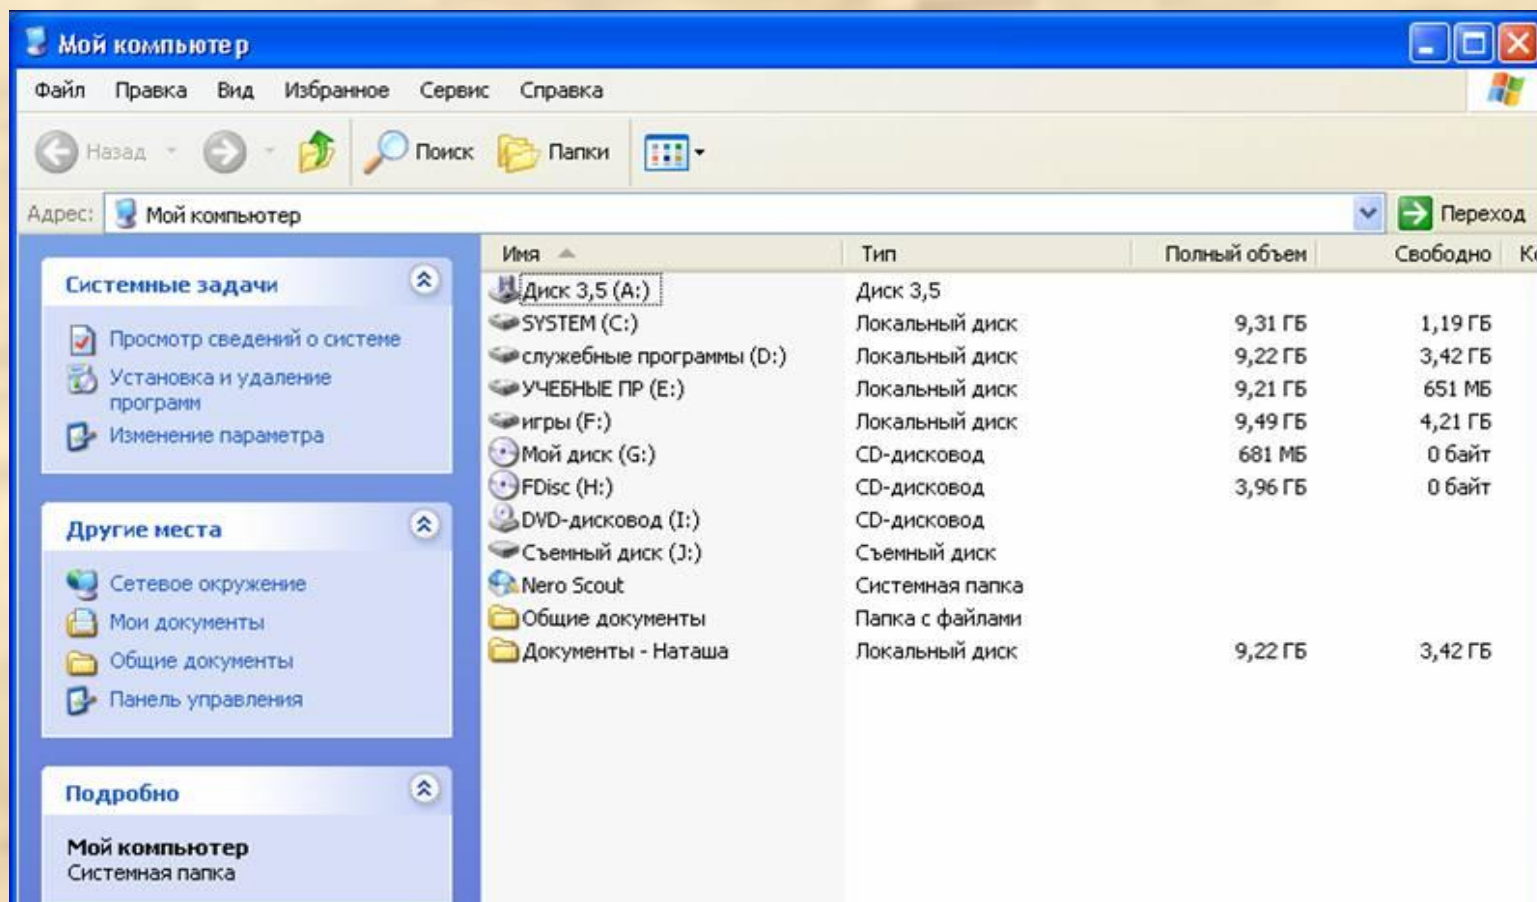 Мой компьютер
Файл Правка Вид Избранное Сервис Справка
Назад Поиск Папки
Адрес: Мой компьютер Переход
Системные задачи
Просмотр сведений о системе
Установка и удаление
программ
Изменение параметра
Другие места
Сетевое окружение
Мои документы
Общие документы
Панель управления
Подробно
Мой компьютер
Системная папка
Имя Тип Полный объем Свободно
Диск 3,5 (A:) Диск 3,5
SYSTEM (C:) Локальный диск 9,31 ГБ 1,19 ГБ
служебные программы (D:) Локальный диск 9,22 ГБ 3,42 ГБ
УЧЕБНЫЕ ПР (E:) Локальный диск 9,21 ГБ 651 МБ
игры (F:) Локальный диск 9,49 ГБ 4,21 ГБ
Мой диск (G:) CD-дисковод 681 МБ 0 байт
FDisc (H:) CD-дисковод 3,96 ГБ 0 байт
DVD-дисковод (I:) CD-дисковод
Съемный диск (J:) Съемный диск
Nero Scout Системная папка
Общие документы Папка с файлами
Документы - Наташа Локальный диск 9,22 ГБ 3,42 ГБ